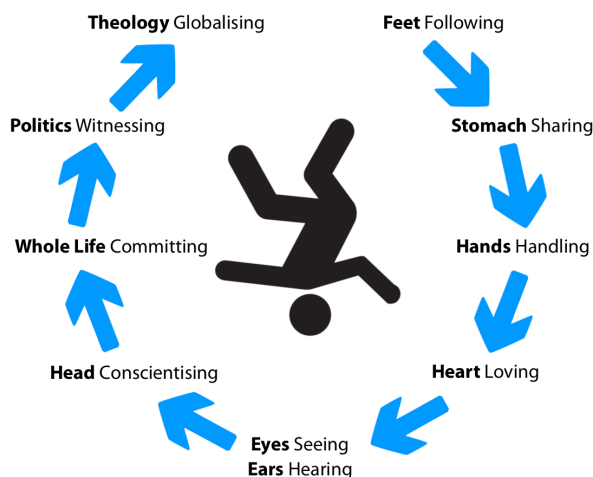 Theology Globalising
Feet Following
Politics Witnessing
Stomach Sharing
Whole Life Committing
Hands Handling
Head Conscientising
Heart Loving
Eyes Seeing
Ears Hearing